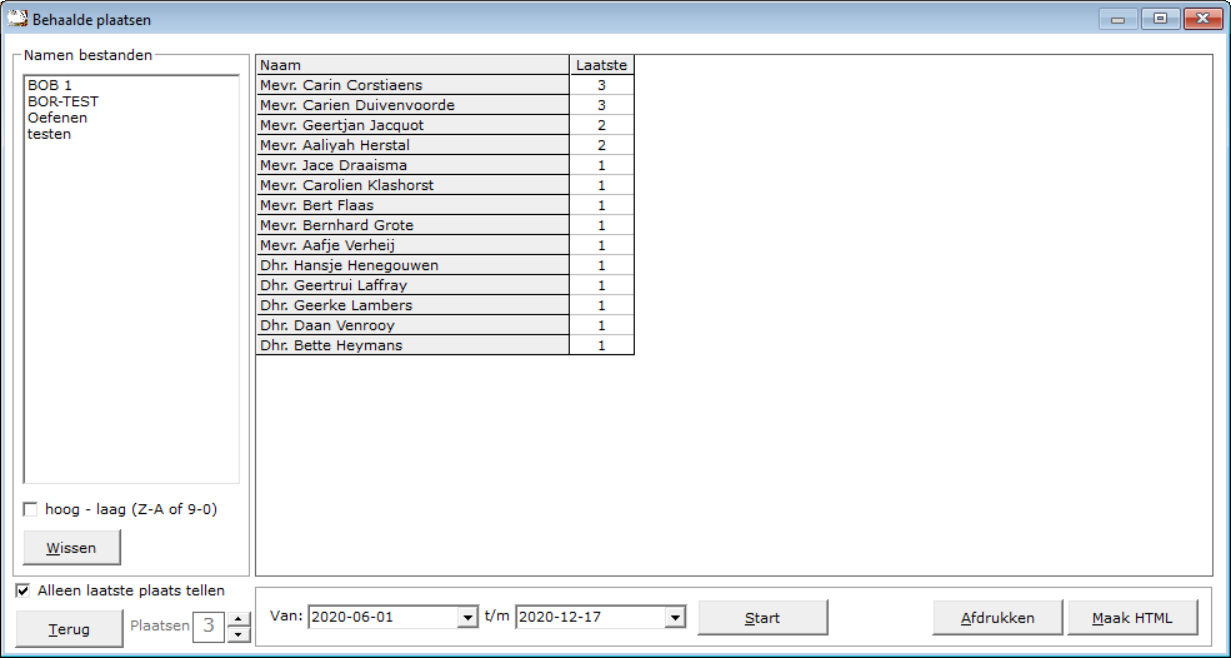 Behaalde plaatsen
Namen bestanden
BOB 1
BOR-TEST
Oefenen
testen
hoog - laag (Z-A of 9-0)
Wissen
Naam Laatste
Mevr. Carin Corstiaens 3
Mevr. Carien Duivenvoorde 3
Mevr. Geertjan Jacquot 2
Mevr. Aaliyah Herstal 2
Mevr. Jace Draaisma 1
Mevr. Carolien Klashorst 1
Mevr. Bert Flaas 1
Mevr. Bernhard Grote 1
Mevr. Aafje Verheij 1
Dhr. Hansje Henegouwen 1
Dhr. Geertrui Laffray 1
Dhr. Geerke Lambers 1
Dhr. Daan Venrooy 1
Dhr. Bette Heymans 1
Alleen laatste plaats tellen
Terug Plaatsen 3
Van: 2020-06-01 t/m 2020-12-17 Start Afdrukken Maak HTML